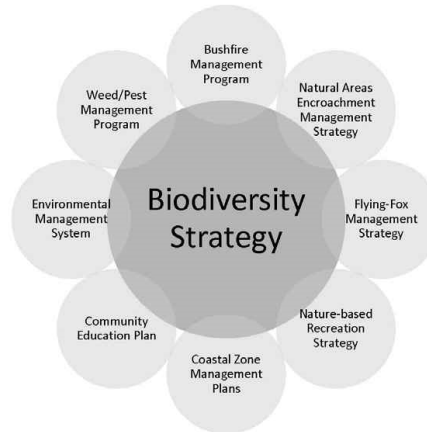 Bushfire
Management
Program
Natural Areas
Encroachment
Management
Strategy
Flying-Fox
Management
Strategy
Nature-based
Recreation
Strategy
Coastal Zone
Management
Plans
Community
Education Plan
Environmental
Management
System
Weed/Pest
Management
Program
Biodiversity
Strategy